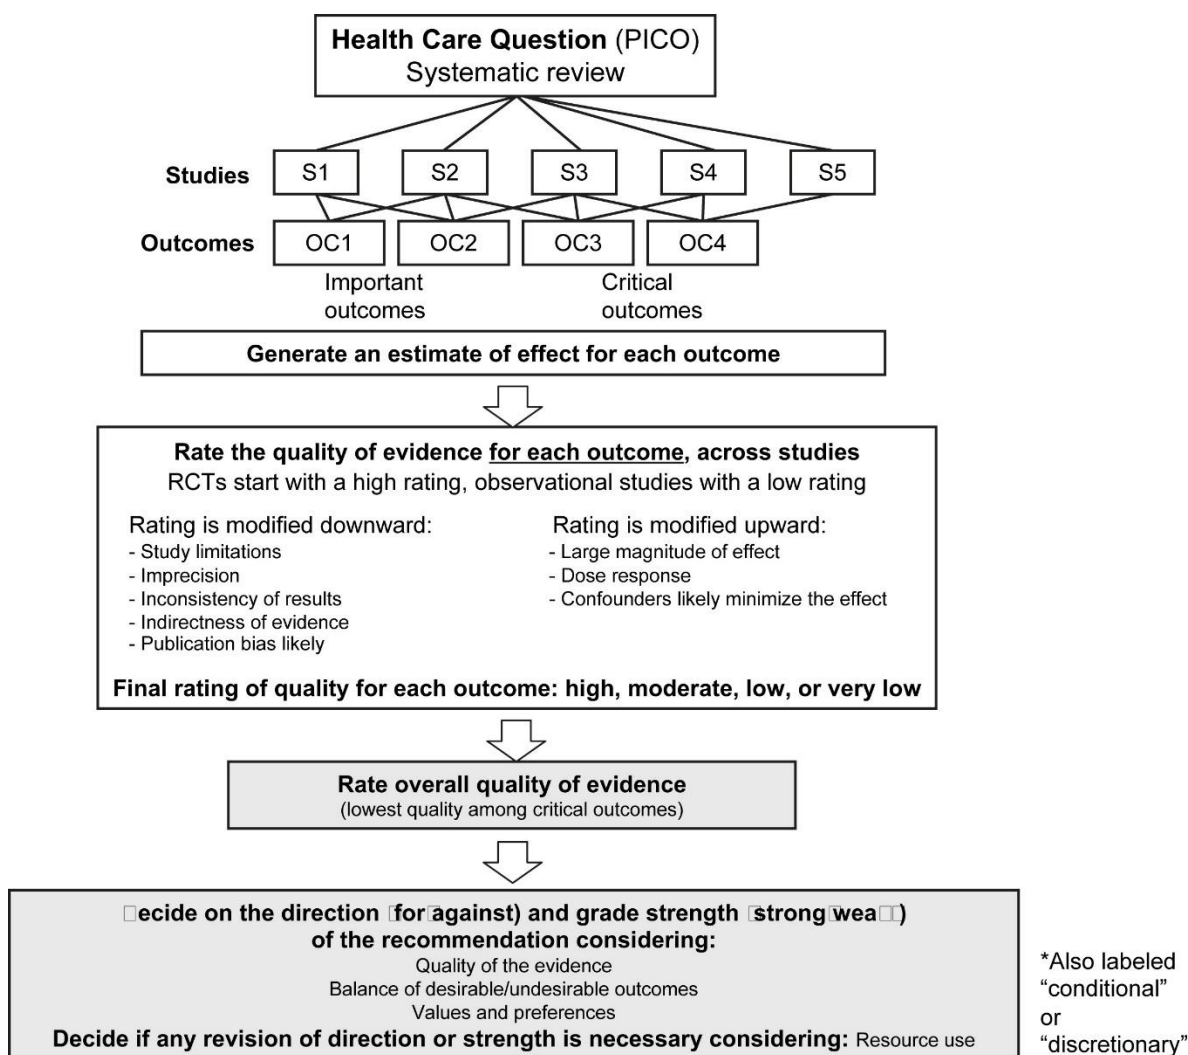 Health Care Question (PICO)
Systematic review
Studies
S1
S2
S3
S4
S5
Outcomes
OC1
OC2
OC3
OC4
Important
outcomes
Critical
outcomes
Generate an estimate of effect for each outcome
Rate the quality of evidence for each outcome, across studies
RCTs start with a high rating, observational studies with a low rating
Rating is modified downward:
- Study limitations
- Imprecision
- Inconsistency of results
- Indirectness of evidence
- Publication bias likely
Rating is modified upward:
- Large magnitude of effect
- Dose response
- Confounders likely minimize the effect
Final rating of quality for each outcome: high, moderate, low, or very low
Rate overall quality of evidence
(lowest quality among critical outcomes)
□ecide on the direction □for□against) and grade strength □strong□wea□□)
of the recommendation considering:
Quality of the evidence
Balance of desirable/undesirable outcomes
Values and preferences
Decide if any revision of direction or strength is necessary considering: Resource use
*Also labeled
“conditional”
or
“discretionary”